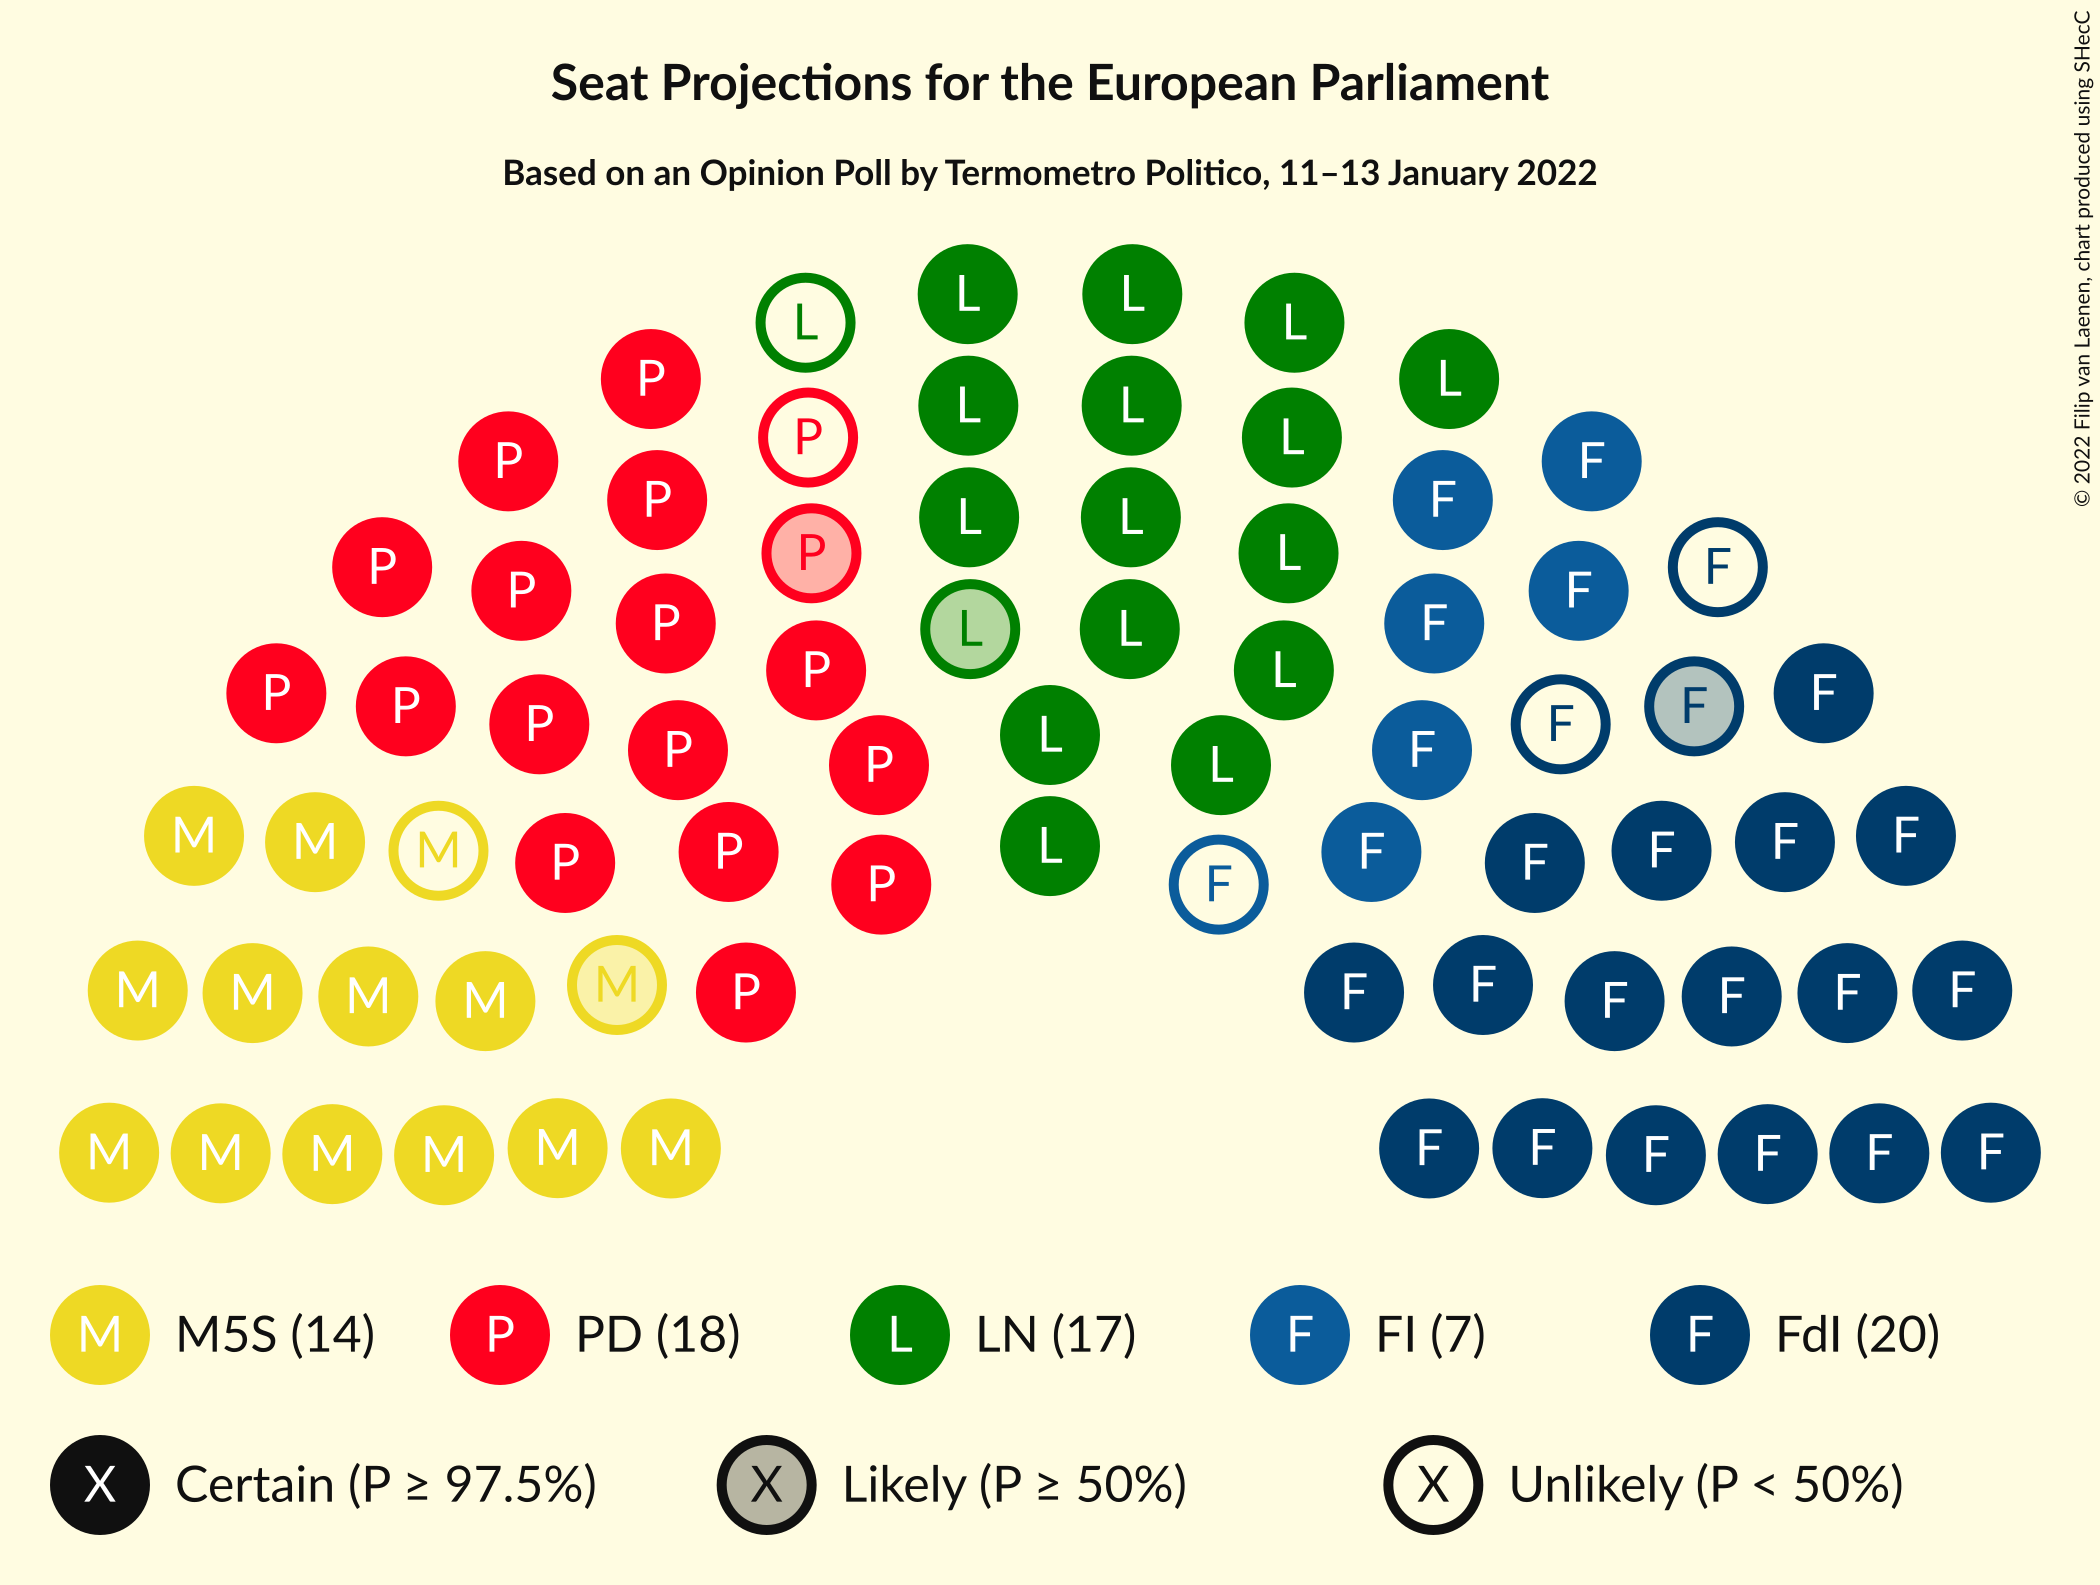 Seat Projections for the European Parliament
Based on an Opinion Poll by Termometro Politico, 11–13 January 2022
© 2022 Filip van Laenen, chart produced using SHecC
L L
L L
P L
L L
P L
F F
P P
P L L
P F
P F F
P L L
P F
P P F F
P L L
P P F F
P P F F
L
P L
M M M P P P L F F F F F F
M M M M M P F F F F F F
M M M M M M F F F F F F
M M5S (14) P PD (18) L LN (17) F FI (7) F FdI (20)
X Certain (P ≥ 97.5%) X Likely (P ≥ 50%) X Unlikely (P < 50%)